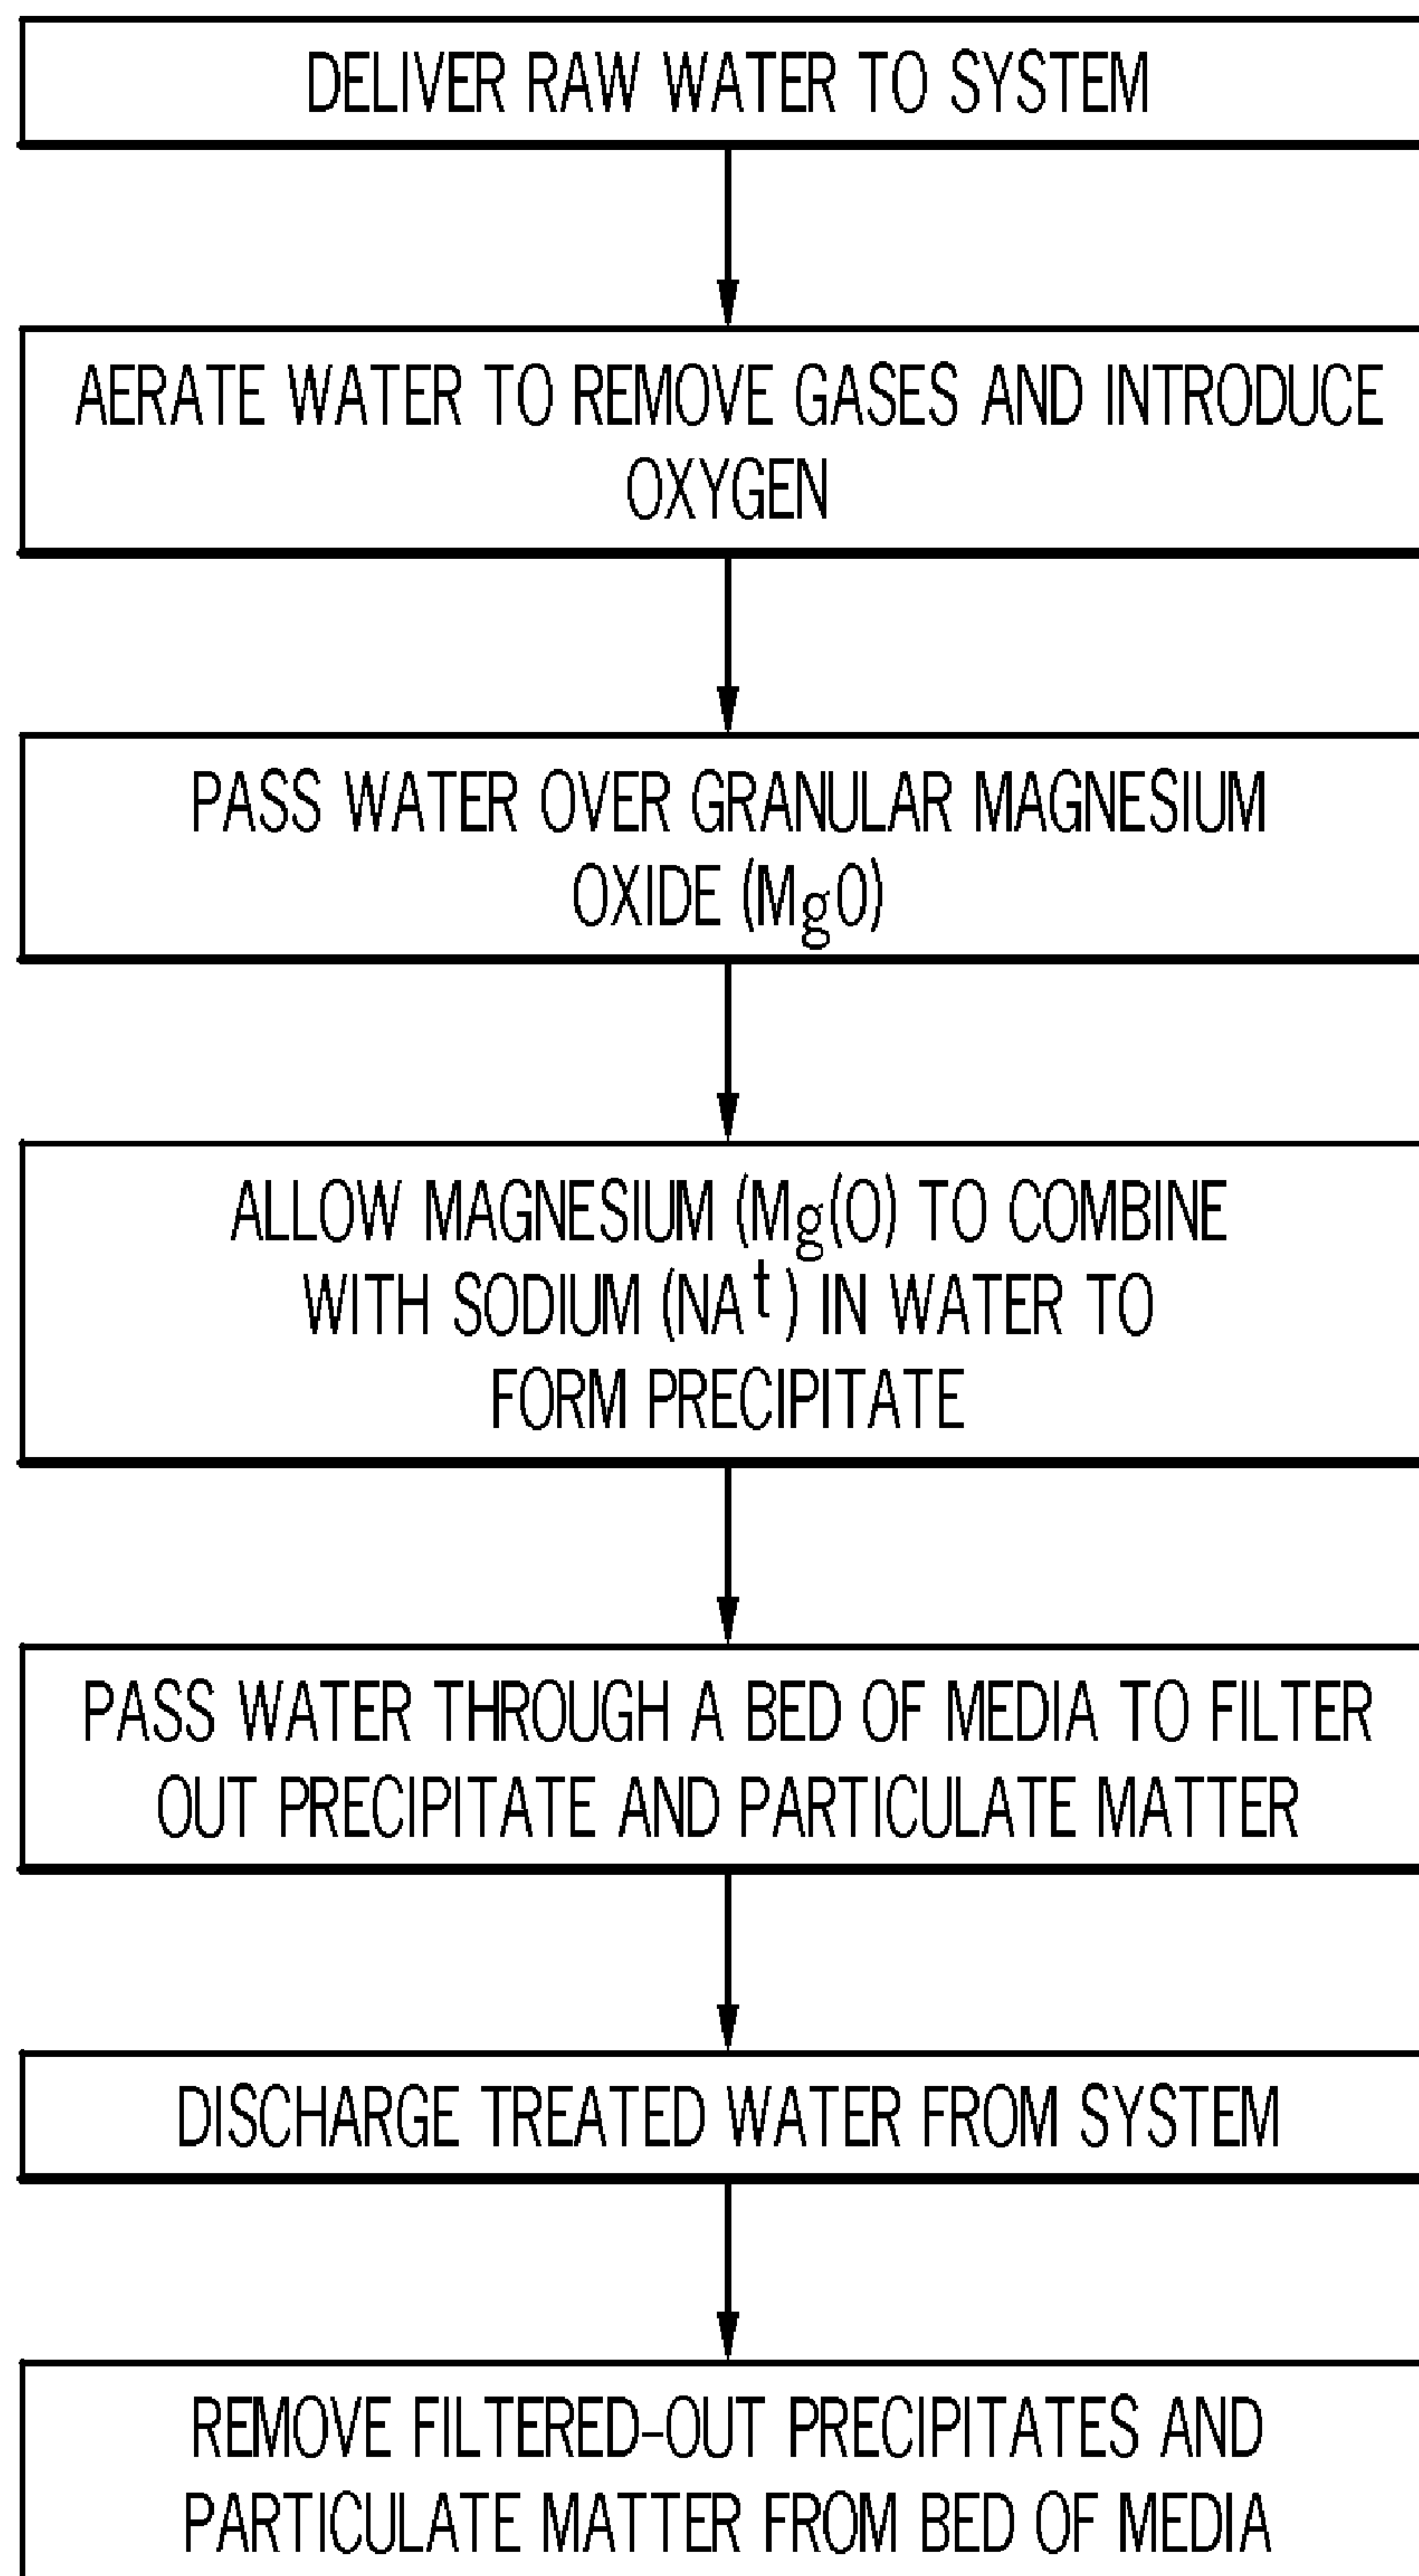 DELIVER RAW WATER TO SYSTEM
AERATE WATER TO REMOVE GASES AND INTRODUCE
OXYGEN
PASS WATER OVER GRANULAR MAGNESIUM
OXIDE (MgO)
ALLOW MAGNESIUM (Mg(O) TO COMBINE
WITH SODIUM (NAᵗ) IN WATER TO
FORM PRECIPITATE
PASS WATER THROUGH A BED OF MEDIA TO FILTER
OUT PRECIPITATE AND PARTICULATE MATTER
DISCHARGE TREATED WATER FROM SYSTEM
REMOVE FILTERED-OUT PRECIPITATES AND
PARTICULATE MATTER FROM BED OF MEDIA